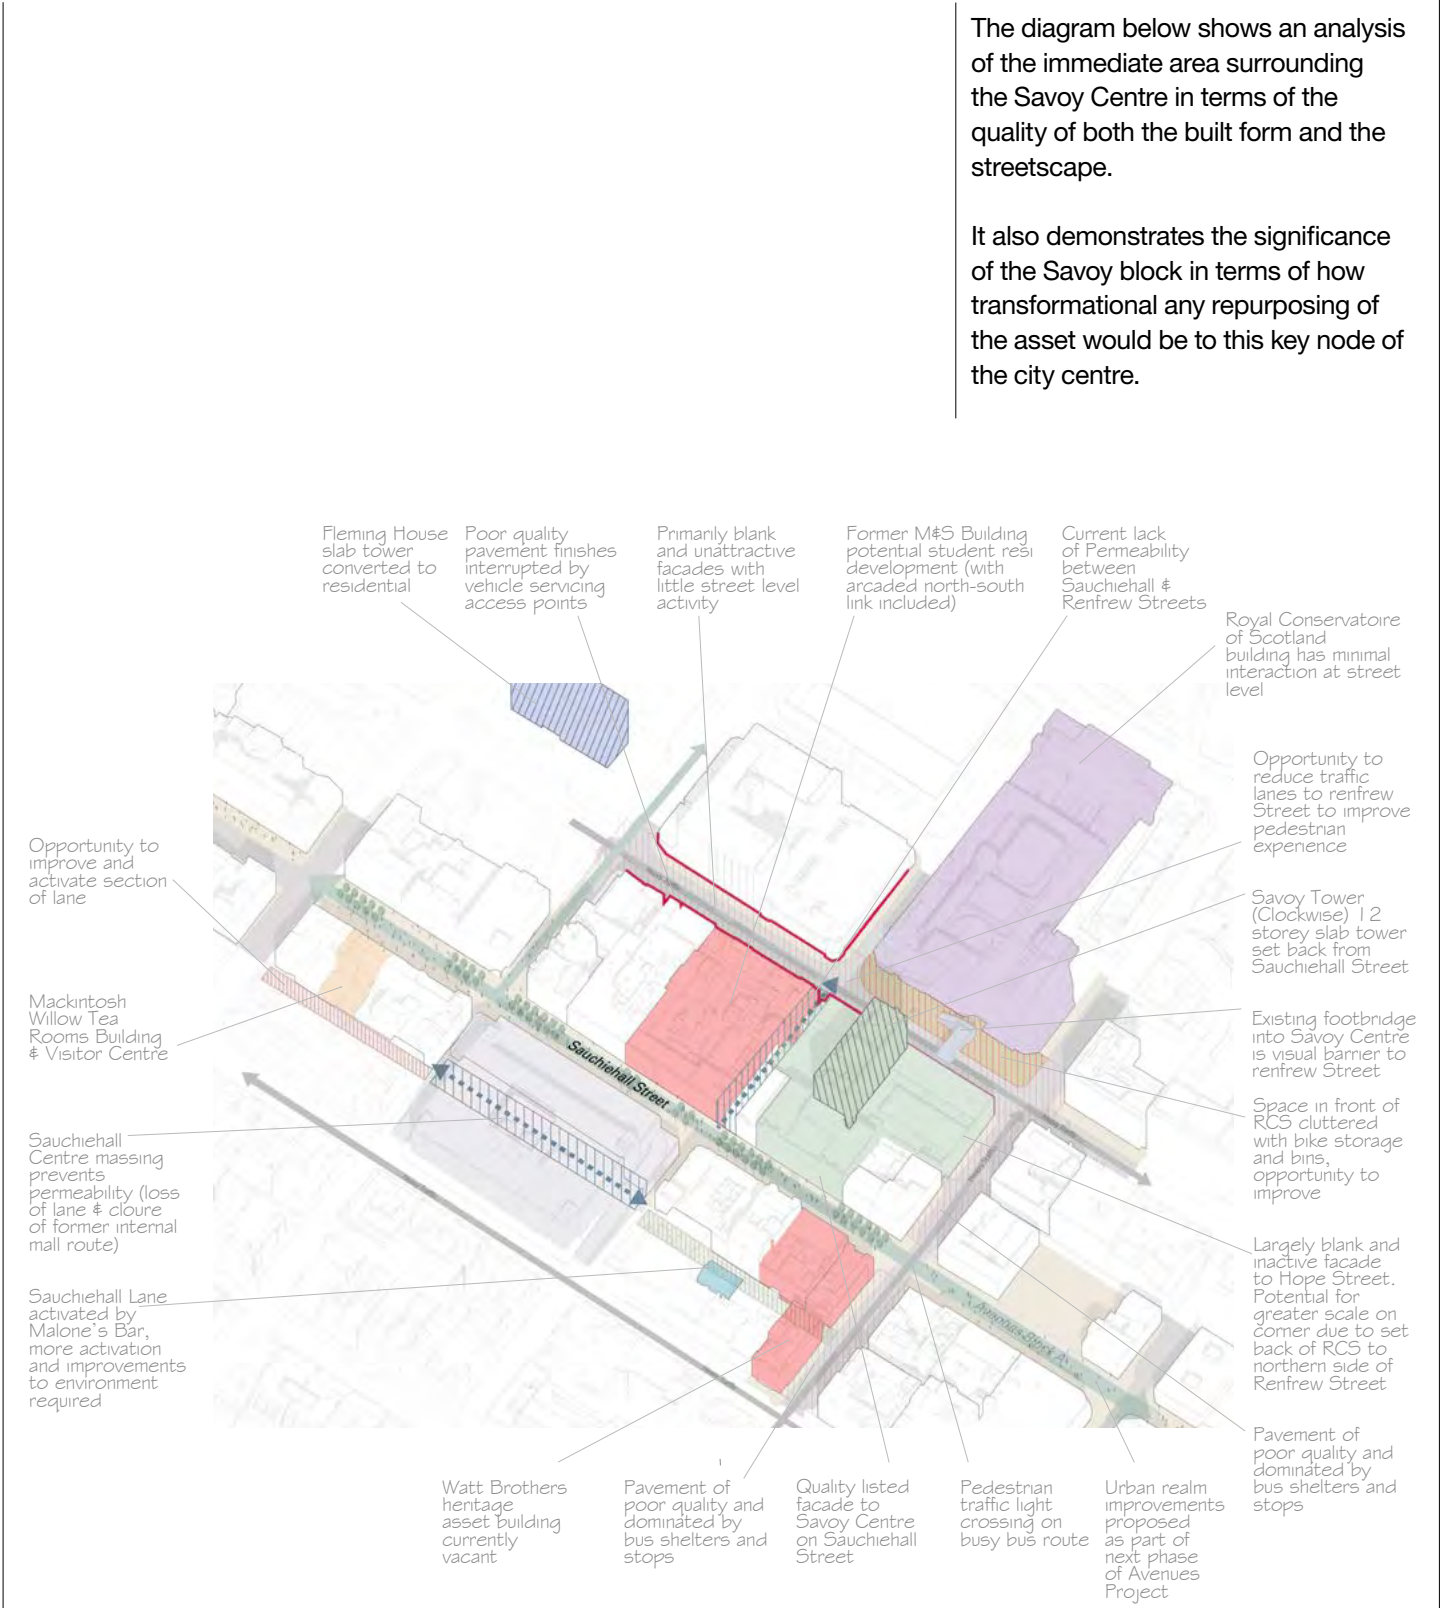 The diagram below shows an analysis
of the immediate area surrounding
the Savoy Centre in terms of the
quality of both the built form and the
streetscape.
It also demonstrates the significance
of the Savoy block in terms of how
transformational any repurposing of
the asset would be to this key node of
the city centre.
Fleming House
slab tower
converted to
residential
Poor quality
pavement finishes
interrupted by
vehicle servicing
access points
Primarily blank
and unattractive
facades with
little street level
activity
Former M&S Building
potential student resi
development (with
arcaded north-south
link included)
Current lack
of Permeability
between
Sauchiehall &
Renfrew Streets
Royal Conservatoire
of Scotland
building has minimal
interaction at street
level
Opportunity to
reduce traffic
lanes to renfrew
Street to improve
pedestrian
experience
Savoy Tower
(Clockwise) 12
storey slab tower
set back from
Sauchiehall Street
Existing footbridge
into Savoy Centre
is visual barrier to
renfrew Street
Space in front of
RCS cluttered
with bike storage
and bins,
opportunity to
improve
Largely blank and
inactive facade
to Hope Street.
Potential for
greater scale on
corner due to set
back of RCS to
northern side of
Renfrew Street
Pavement of
poor quality and
dominated by
bus shelters and
stops
Opportunity to
improve and
activate section
of lane
Mackintosh
Willow Tea
Rooms Building
& Visitor Centre
Sauchiehall
Centre massing
prevents
permeability (loss
of lane & cloure
of former internal
mall route)
Sauchiehall Lane
activated by
Malone's Bar,
more activation
and improvements
to environment
required
Sauchiehall Street
Watt Brothers
heritage
asset building
currently
vacant
Pavement of
poor quality and
dominated by
bus shelters and
stops
Quality listed
facade to
Savoy Centre
on Sauchiehall
Street
Pedestrian
traffic light
crossing on
busy bus route
Urban realm
improvements
proposed
as part of
next phase
of Avenues
Project